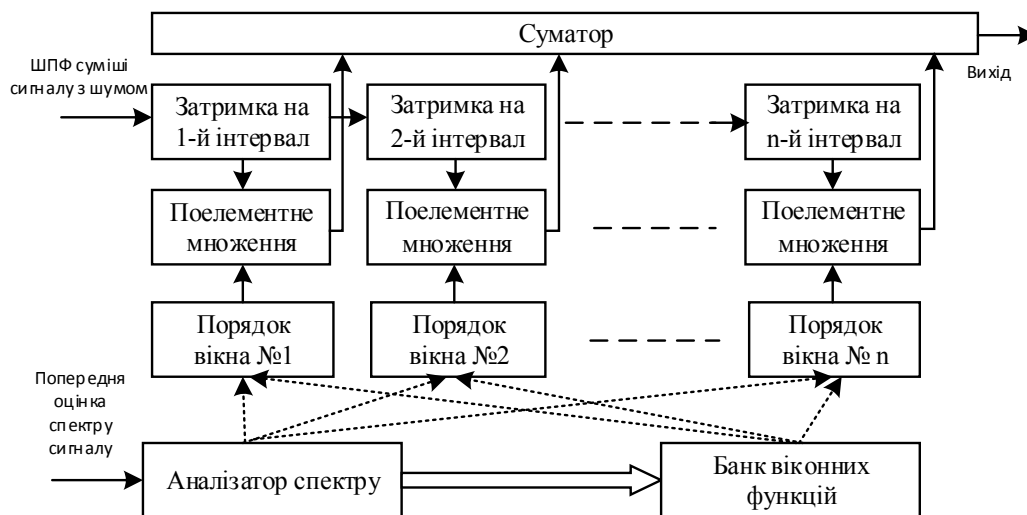 Суматор
ШПФ суміші
сигналу з шумом
Вихід
Затримка на
1-й інтервал
Затримка на
2-й інтервал
Затримка на
n-й інтервал
Поелементне
множення
Поелементне
множення
Поелементне
множення
Порядок
вікна №1
Порядок
вікна №2
Порядок
вікна № n
Попередня
оцінка
спектру
сигналу
Аналізатор спектру
Банк віконних
функцій